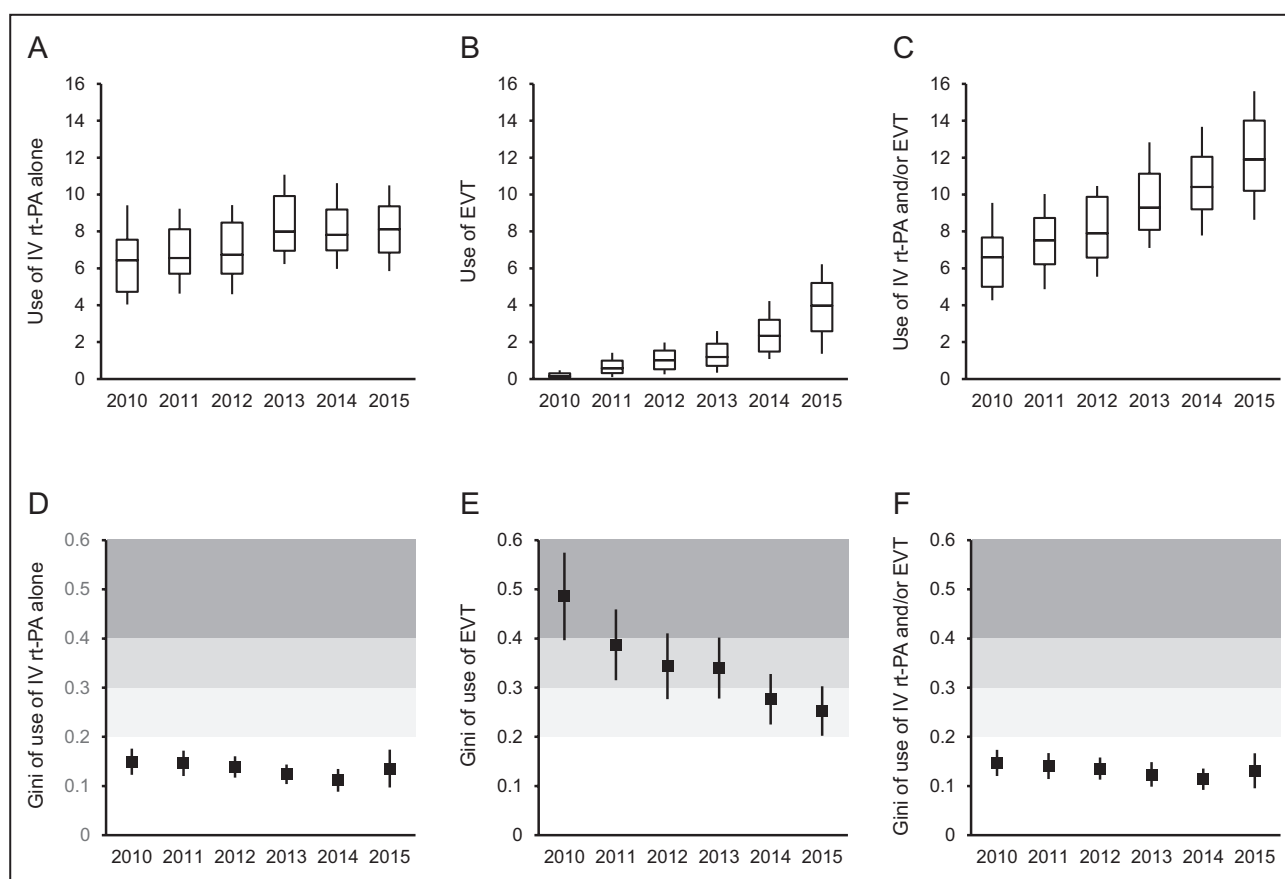 A
Use of IV rt-PA alone
16
14
12
10
8
6
4
2
0
2010 2011 2012 2013 2014 2015
B
Use of EVT
16
14
12
10
8
6
4
2
0
2010 2011 2012 2013 2014 2015
C
Use of IV rt-PA and/or EVT
16
14
12
10
8
6
4
2
0
2010 2011 2012 2013 2014 2015
D
Gini of use of IV rt-PA alone
0.6
0.5
0.4
0.3
0.2
0.1
0
2010 2011 2012 2013 2014 2015
E
Gini of use of EVT
0.6
0.5
0.4
0.3
0.2
0.1
0
2010 2011 2012 2013 2014 2015
F
Gini of use of IV rt-PA and/or EVT
0.6
0.5
0.4
0.3
0.2
0.1
0
2010 2011 2012 2013 2014 2015